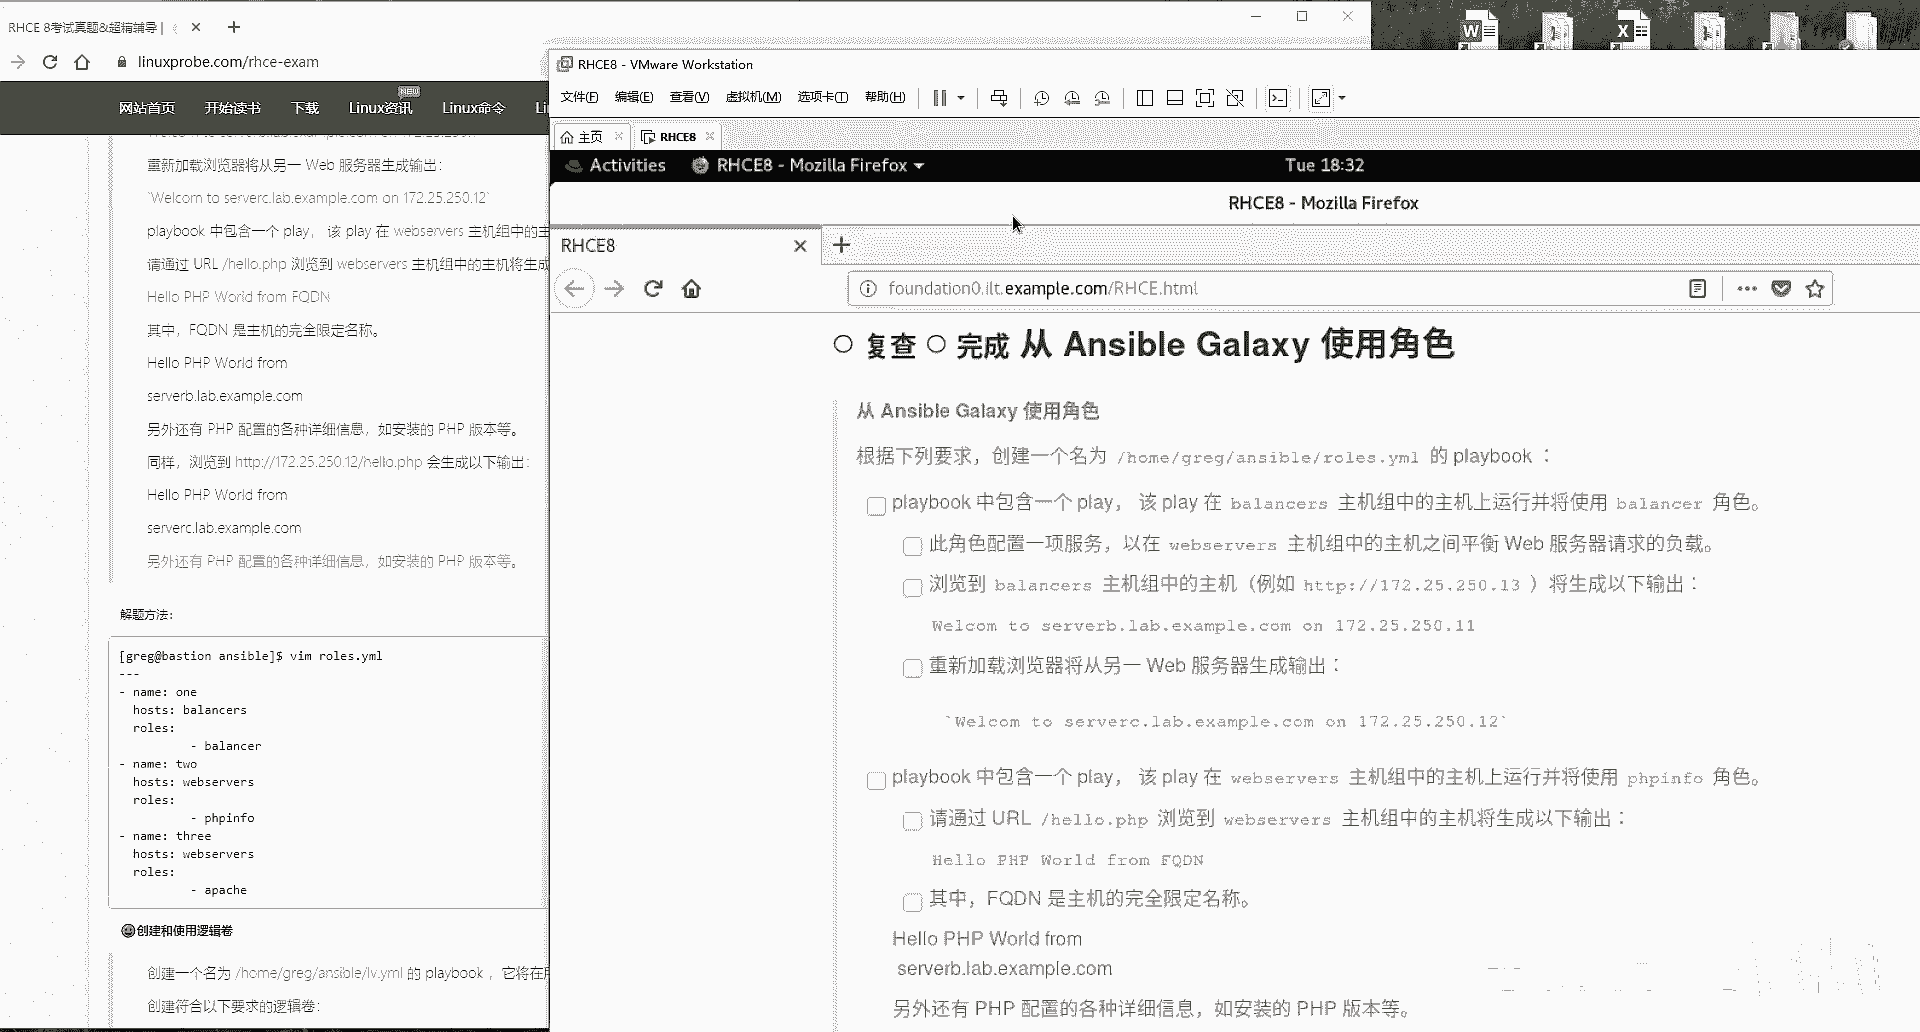 RHCE 8考试真题&超精辅导 |
linuxprobe.com/rhce-exam
网站首页 开始读书 下载 Linux资讯 NEW Linux命令
重新加载浏览器将从另一 Web 服务器生成输出：
`Welcom to serverc.lab.example.com on 172.25.250.12`
playbook 中包含一个 play， 该 play 在 webservers 主机组中的主
请通过 URL /hello.php 浏览到 webservers 主机组中的主机将生成
Hello PHP World from FQDN
其中，FQDN 是主机的完全限定名称。
Hello PHP World from
serverb.lab.example.com
另外还有 PHP 配置的各种详细信息，如安装的 PHP 版本等。
同样，浏览到 http://172.25.250.12/hello.php 会生成以下输出：
Hello PHP World from
serverc.lab.example.com
另外还有 PHP 配置的各种详细信息，如安装的 PHP 版本等。
解题方法：
[greg@bastion ansible]$ vim roles.yml
---
- name: one
hosts: balancers
roles:
- balancer
- name: two
hosts: webservers
roles:
- phpinfo
- name: three
hosts: webservers
roles:
- apache
创建和使用逻辑卷
创建一个名为 /home/greg/ansible/lv.yml 的 playbook ，它将在
创建符合以下要求的逻辑卷：
RHCE8 - VMware Workstation
文件(F) 编辑(E) 查看(V) 虚拟机(M) 选项卡(T) 帮助(H)
主页 RHCE8
Activities RHCE8 - Mozilla Firefox Tue 18:32
RHCE8 - Mozilla Firefox
RHCE8
foundation0.ilt.example.com/RHCE.html
复查 完成 从 Ansible Galaxy 使用角色
从 Ansible Galaxy 使用角色
根据下列要求，创建一个名为 /home/greg/ansible/roles.yml 的 playbook ：
playbook 中包含一个 play， 该 play 在 balancers 主机组中的主机上运行并将使用 balancer 角色。
此角色配置一项服务，以在 webservers 主机组中的主机之间平衡 Web 服务器请求的负载。
浏览到 balancers 主机组中的主机（例如 http://172.25.250.13 ）将生成以下输出：
Welcom to serverb.lab.example.com on 172.25.250.11
重新加载浏览器将从另一 Web 服务器生成输出：
`Welcom to serverc.lab.example.com on 172.25.250.12`
playbook 中包含一个 play， 该 play 在 webservers 主机组中的主机上运行并将使用 phpinfo 角色。
请通过 URL /hello.php 浏览到 webservers 主机组中的主机将生成以下输出：
Hello PHP World from FQDN
其中，FQDN 是主机的完全限定名称。
Hello PHP World from
serverb.lab.example.com
另外还有 PHP 配置的各种详细信息，如安装的 PHP 版本等。